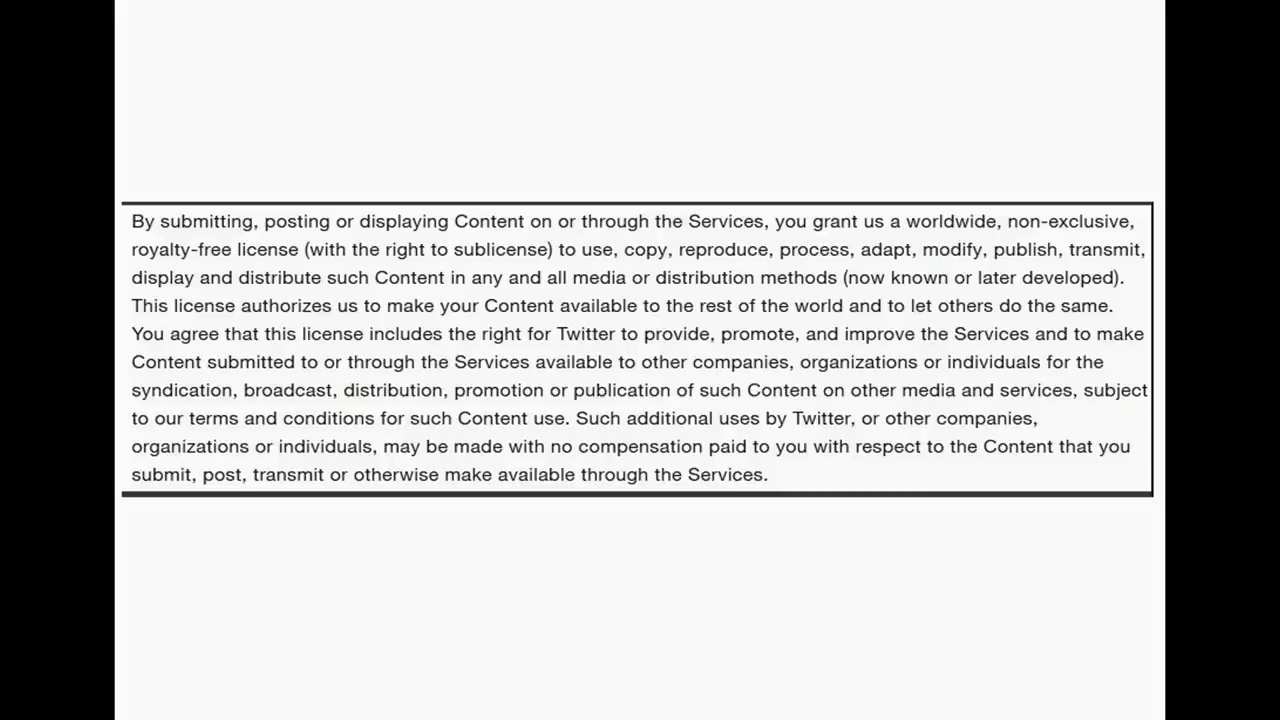 By submitting, posting or displaying Content on or through the Services, you grant us a worldwide, non-exclusive,
royalty-free license (with the right to sublicense) to use, copy, reproduce, process, adapt, modify, publish, transmit,
display and distribute such Content in any and all media or distribution methods (now known or later developed).
This license authorizes us to make your Content available to the rest of the world and to let others do the same.
You agree that this license includes the right for Twitter to provide, promote, and improve the Services and to make
Content submitted to or through the Services available to other companies, organizations or individuals for the
syndication, broadcast, distribution, promotion or publication of such Content on other media and services, subject
to our terms and conditions for such Content use. Such additional uses by Twitter, or other companies,
organizations or individuals, may be made with no compensation paid to you with respect to the Content that you
submit, post, transmit or otherwise make available through the Services.